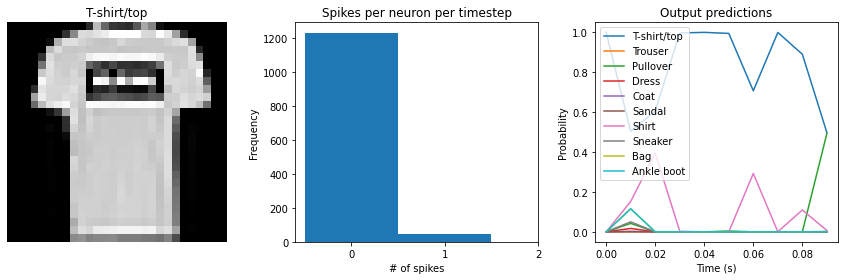 T-shirt/top
Spikes per neuron per timestep
Frequency
1200
1000
800
600
400
200
0
0
1
2
# of spikes
Output predictions
Probability
1.0
0.8
0.6
0.4
0.2
0.0
T-shirt/top
Trouser
Pullover
Dress
Coat
Sandal
Shirt
Sneaker
Bag
Ankle boot
0.00
0.02
0.04
0.06
0.08
Time (s)